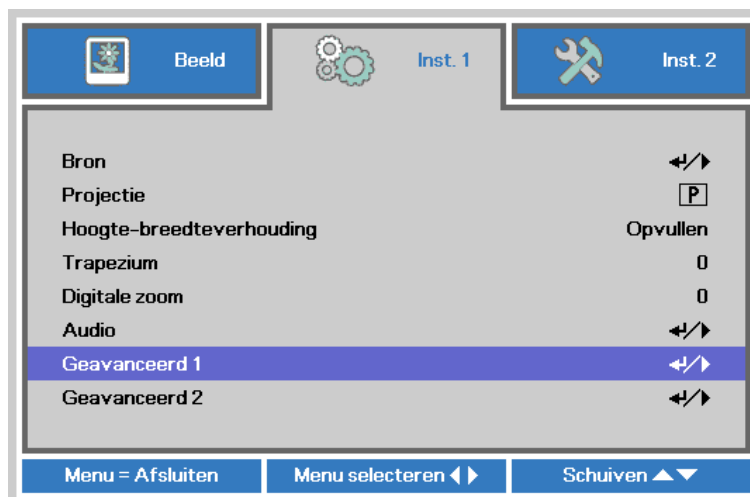 Beeld Inst. 1 Inst. 2
Bron
Projectie P
Hoogte-breedteverhouding Opvullen
Trapezium 0
Digitale zoom 0
Audio
Geavanceerd 1
Geavanceerd 2
Menu = Afsluiten Menu selecteren Schuiven